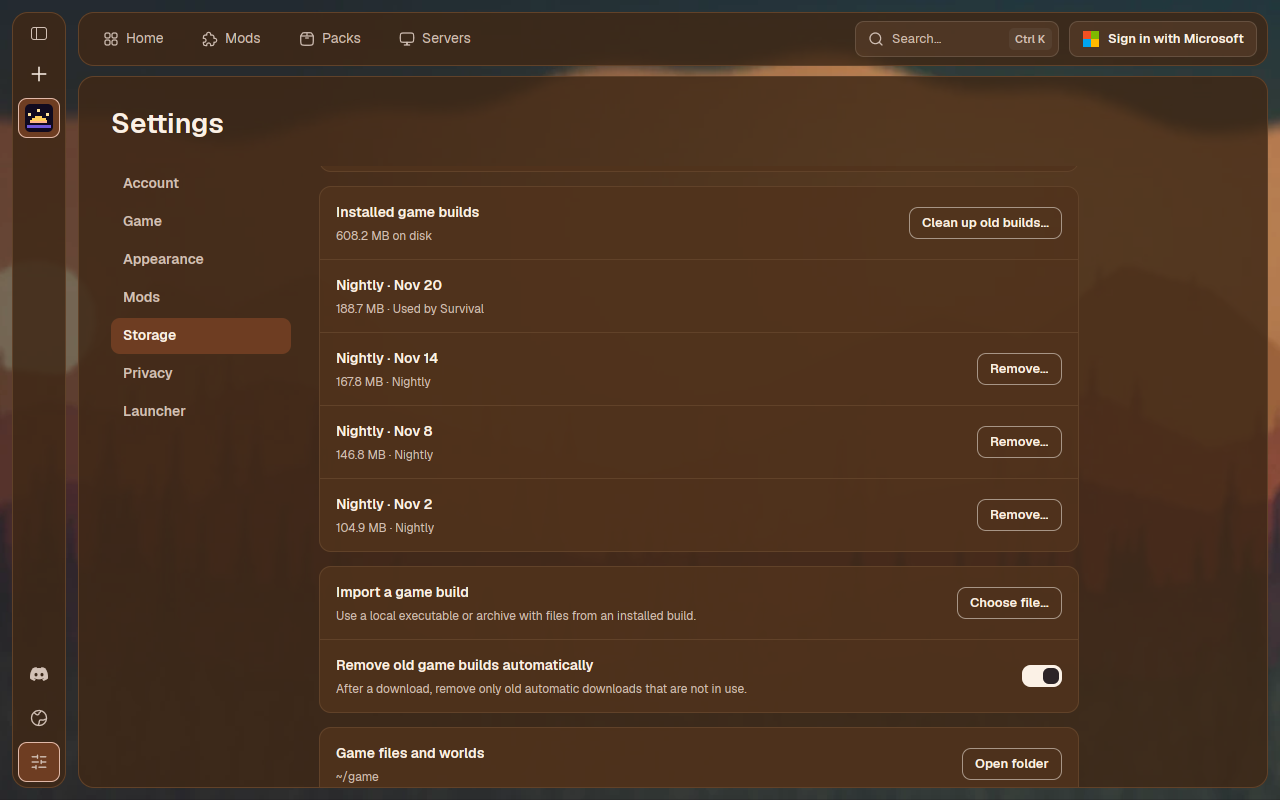 Home
Mods
Packs
Servers
Search...
Ctrl K
Sign in with Microsoft
Settings
Account
Game
Appearance
Mods
Storage
Privacy
Launcher
Installed game builds
608.2 MB on disk
Clean up old builds...
Nightly · Nov 20
188.7 MB · Used by Survival
Nightly · Nov 14
167.8 MB · Nightly
Remove...
Nightly · Nov 8
146.8 MB · Nightly
Remove...
Nightly · Nov 2
104.9 MB · Nightly
Remove...
Import a game build
Use a local executable or archive with files from an installed build.
Choose file...
Remove old game builds automatically
After a download, remove only old automatic downloads that are not in use.
Game files and worlds
~/game
Open folder